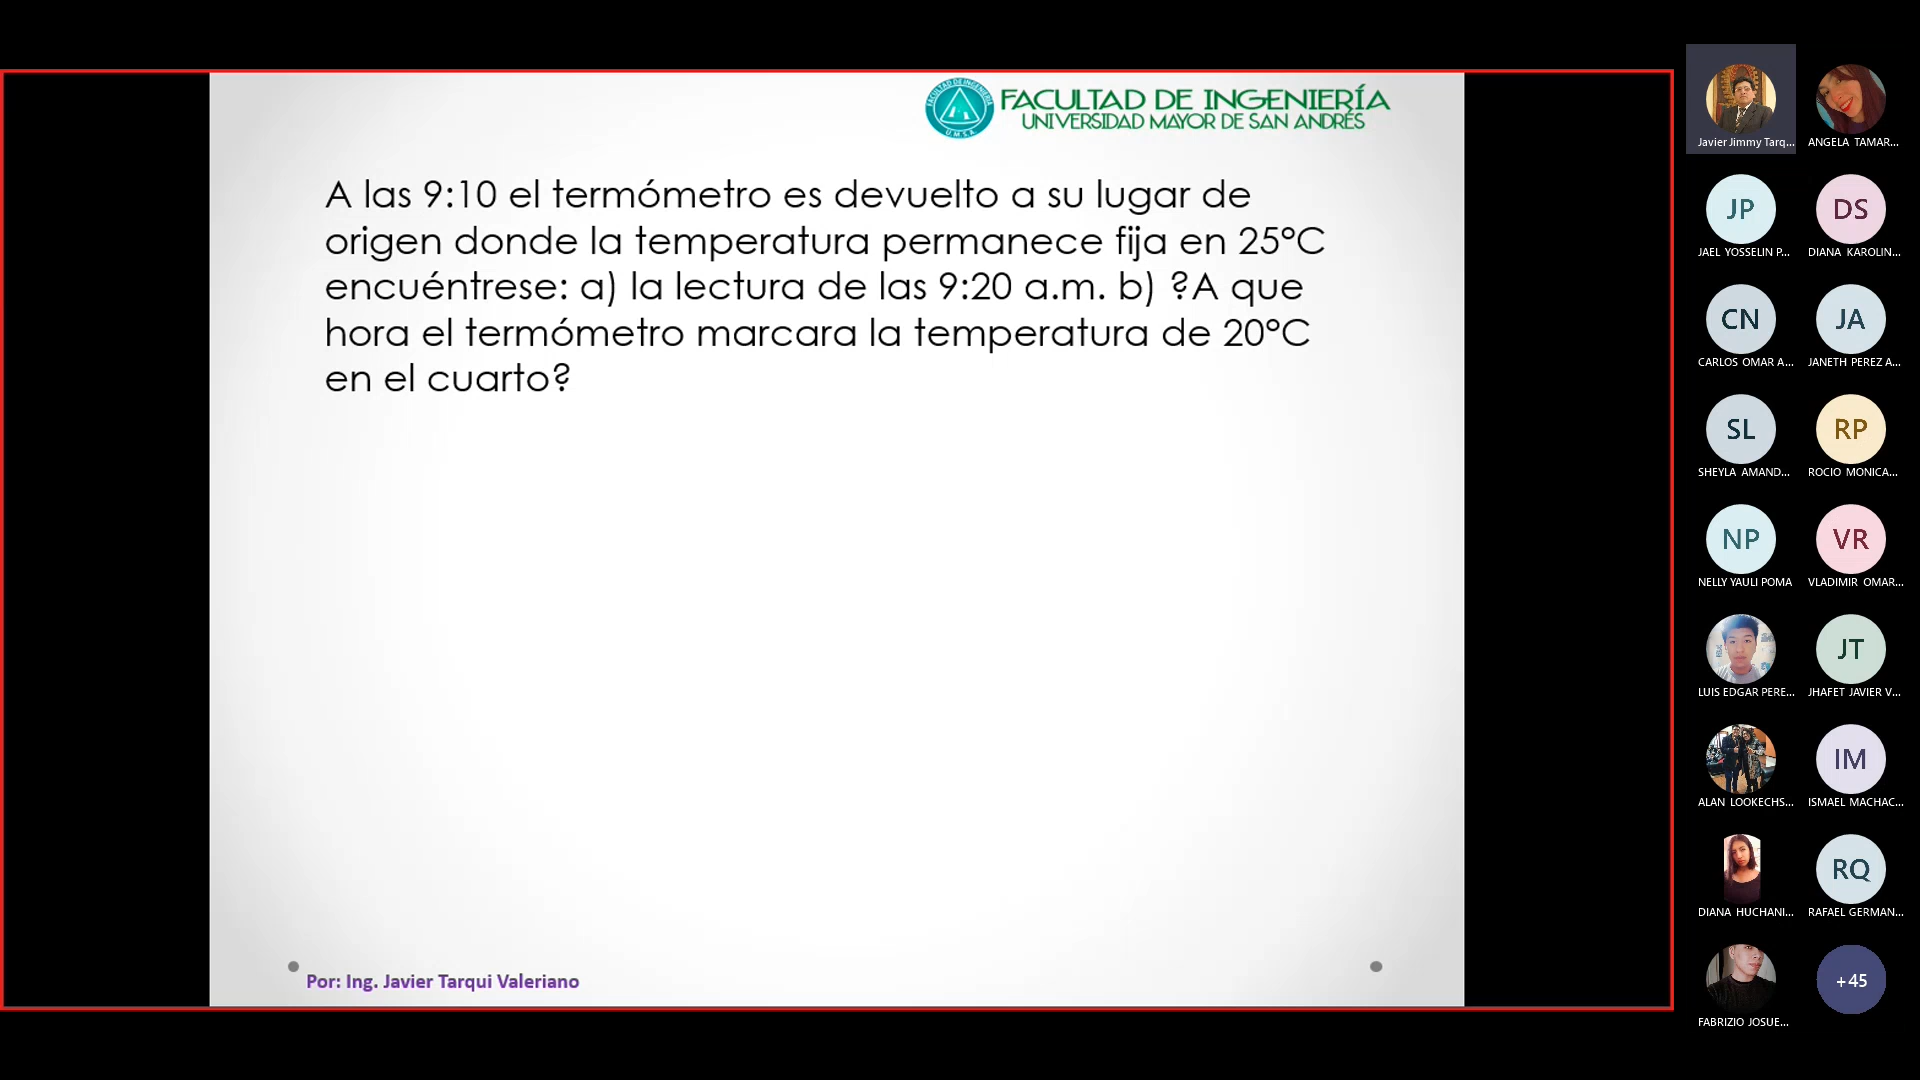 FACULTAD DE INGENIERÍA
UNIVERSIDAD MAYOR DE SAN ANDRÉS
A las 9:10 el termómetro es devuelto a su lugar de
origen donde la temperatura permanece fija en 25°C
encuéntrese: a) la lectura de las 9:20 a.m. b) ?A que
hora el termómetro marcara la temperatura de 20°C
en el cuarto?
Por: Ing. Javier Tarqui Valeriano
Javier Jimmy Tarq...
ANGELA TAMAR...
JP
JAEL YOSSELIN P...
DS
DIANA KAROLIN...
CN
CARLOS OMAR A...
JA
JANETH PEREZ A...
SL
SHEYLA AMAND...
RP
ROCIO MONICA...
NP
NELLY YAULI POMA
VR
VLADIMIR OMAR...
LUIS EDGAR PERE...
JT
JHAFET JAVIER V...
ALAN LOOKECHS...
IM
ISMAEL MACHAC...
DIANA HUCHANI...
RQ
RAFAEL GERMAN...
FABRIZIO JOSUE...
+45